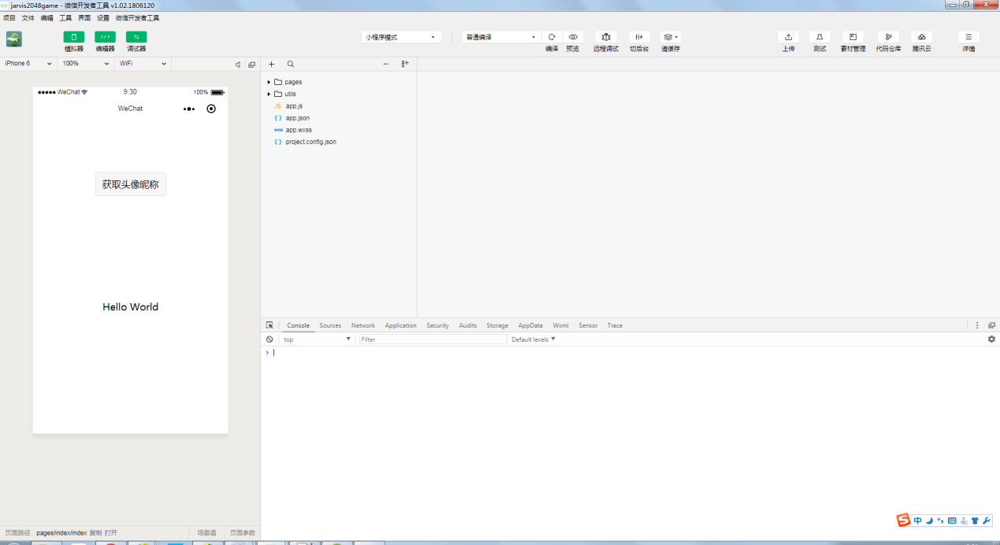 jarvis2048game - 微信开发者工具 v1.02.1806120
项目 文件 编辑 工具 界面 设置 微信开发者工具
模拟器 编辑器 调试器 小程序模式 普通编译 编译 预览 远程调试 切后台 清缓存 上传 测试 素材管理 代码仓库 腾讯云 详情
iPhone 6 100% WiFi
WeChat 9:30 100%
WeChat
获取头像昵称
Hello World
pages
utils
JS app.js
{ } app.json
wxss app.wxss
{ } project.config.json
Console Sources Network Application Security Audits Storage AppData Wxml Sensor Trace
top Filter Default levels
S 中
页面路径 pages/index/index 复制 打开 场景值 页面参数